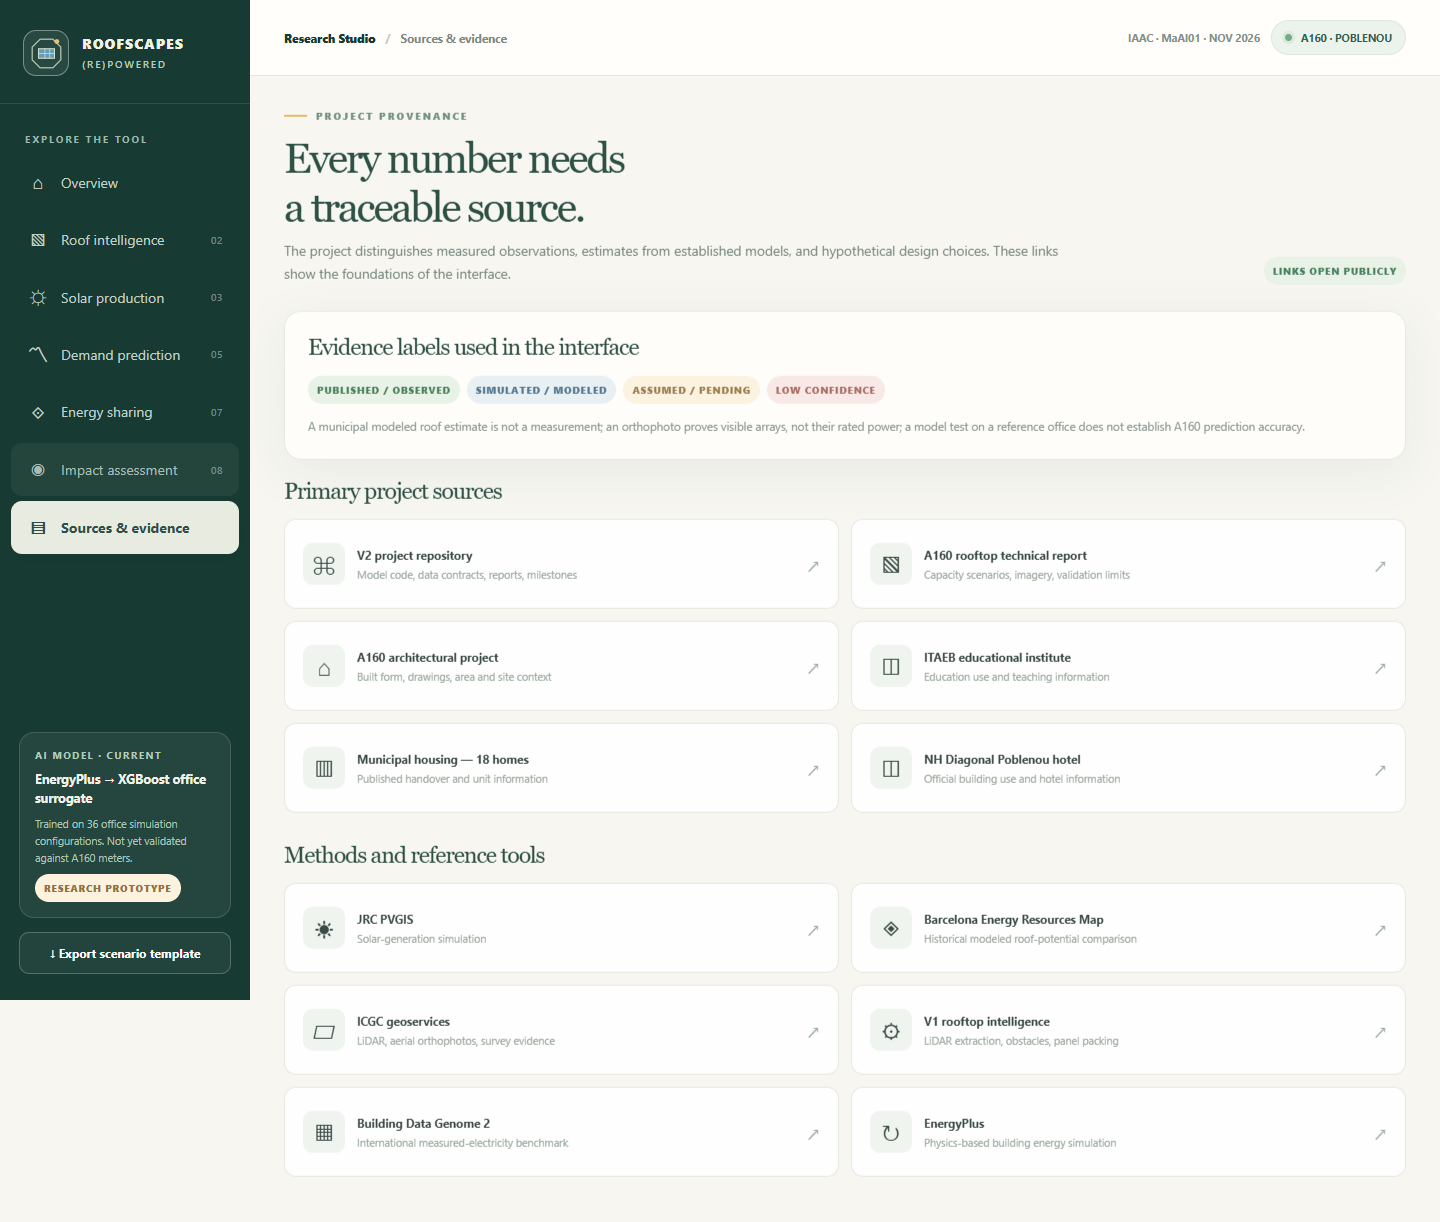 ROOFSCAPES
(RE)POWERED
EXPLORE THE TOOL
Overview
Roof intelligence 02
Solar production 03
Demand prediction 05
Energy sharing 07
Impact assessment 08
Sources & evidence
AI MODEL · CURRENT
EnergyPlus → XGBoost office
surrogate
Trained on 36 office simulation
configurations. Not yet validated
against A160 meters.
RESEARCH PROTOTYPE
↓ Export scenario template
Research Studio / Sources & evidence
IAAC · MaAI01 · NOV 2026
A160 · POBLENOU
PROJECT PROVENANCE
Every number needs
a traceable source.
The project distinguishes measured observations, estimates from established models, and hypothetical design choices. These links
show the foundations of the interface.
LINKS OPEN PUBLICLY
Evidence labels used in the interface
PUBLISHED / OBSERVED
SIMULATED / MODELED
ASSUMED / PENDING
LOW CONFIDENCE
A municipal modeled roof estimate is not a measurement; an orthophoto proves visible arrays, not their rated power; a model test on a reference office does not establish A160 prediction accuracy.
Primary project sources
V2 project repository
Model code, data contracts, reports, milestones
A160 rooftop technical report
Capacity scenarios, imagery, validation limits
A160 architectural project
Built form, drawings, area and site context
ITAEB educational institute
Education use and teaching information
Municipal housing — 18 homes
Published handover and unit information
NH Diagonal Poblenou hotel
Official building use and hotel information
Methods and reference tools
JRC PVGIS
Solar-generation simulation
Barcelona Energy Resources Map
Historical modeled roof-potential comparison
ICGC geoservices
LiDAR, aerial orthophotos, survey evidence
V1 rooftop intelligence
LiDAR extraction, obstacles, panel packing
Building Data Genome 2
International measured-electricity benchmark
EnergyPlus
Physics-based building energy simulation